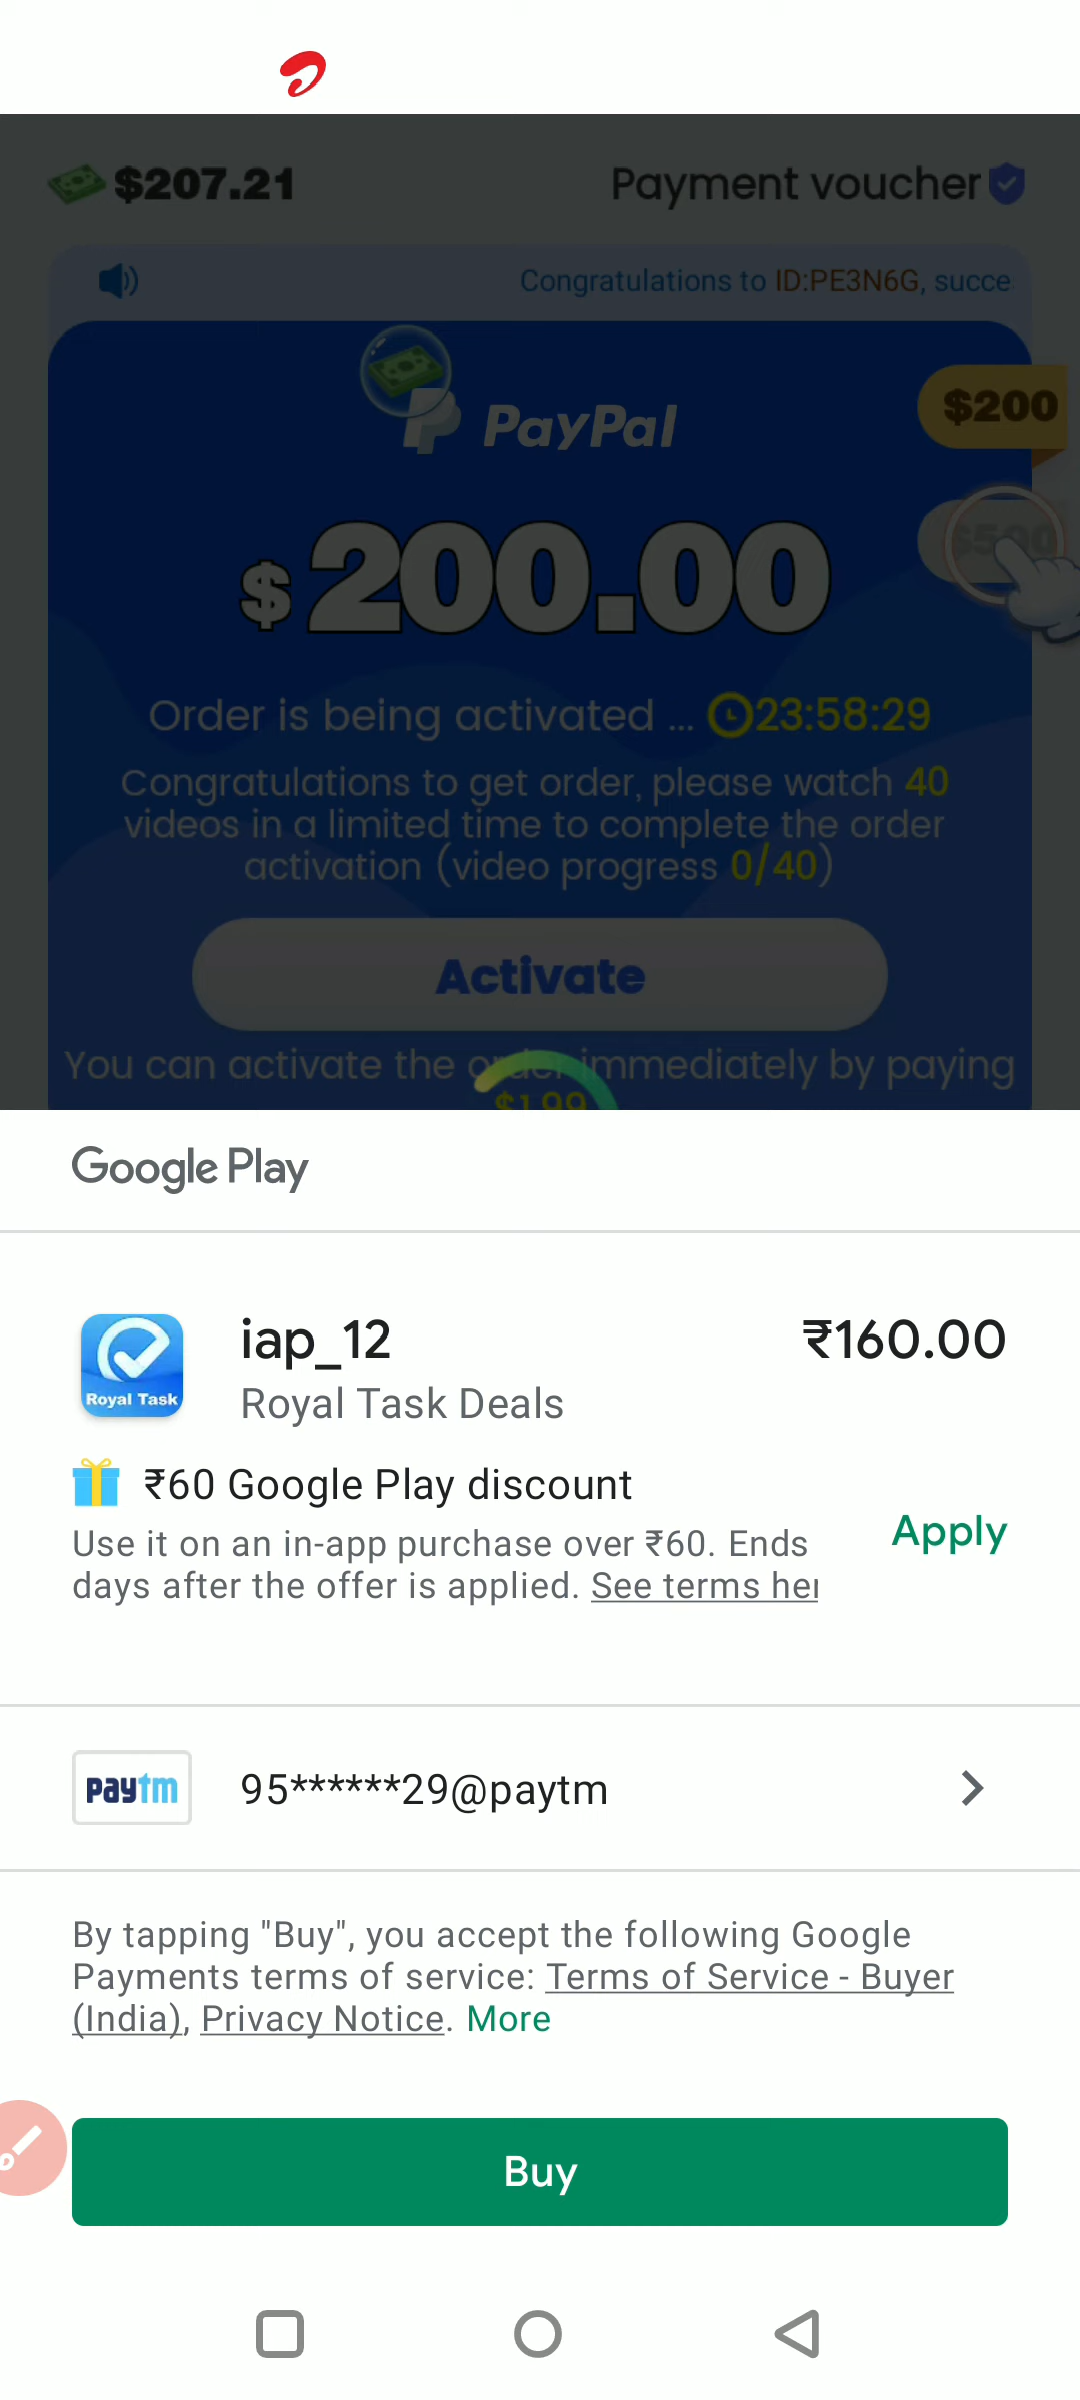 $207.21
Payment voucher
Congratulations to ID:PE3N6G, succe
PayPal
$200
$500
$200.00
Order is being activated ... 23:58:29
Congratulations to get order, please watch 40
videos in a limited time to complete the order
activation (video progress 0/40)
Activate
You can activate the order immediately by paying
$1.99
Google Play
iap_12
₹160.00
Royal Task
Royal Task Deals
₹60 Google Play discount
Use it on an in-app purchase over ₹60. Ends
days after the offer is applied. See terms her
Apply
paytm
95******29@paytm
By tapping "Buy", you accept the following Google
Payments terms of service: Terms of Service - Buyer
(India), Privacy Notice. More
Buy